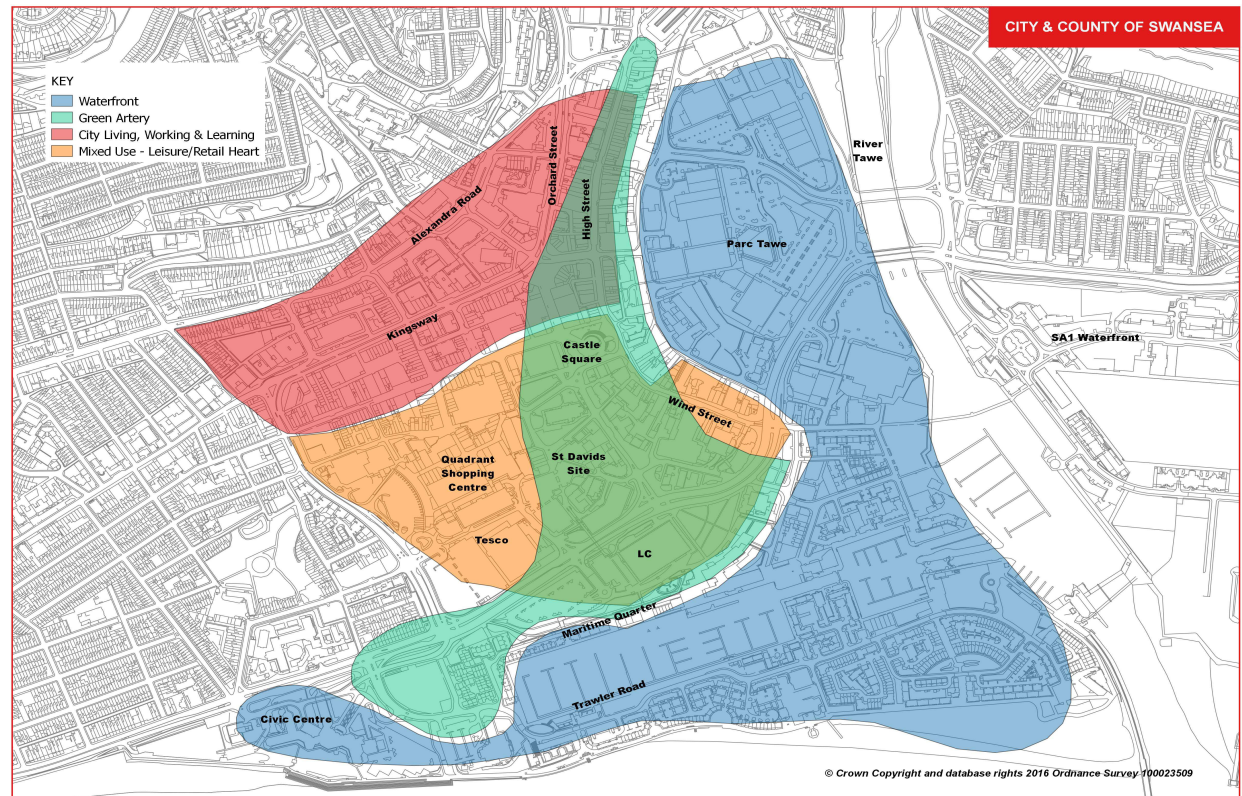 CITY & COUNTY OF SWANSEA
KEY
Waterfront
Green Artery
City Living, Working & Learning
Mixed Use - Leisure/Retail Heart
Orchard Street
River
Tawe
High Street
Alexandra Road
Parc Tawe
Kingsway
SA1 Waterfront
Castle
Square
Wind Street
Quadrant
Shopping
Centre
St Davids
Site
Tesco
LC
Maritime Quarter
Trawler Road
Civic Centre
© Crown Copyright and database rights 2016 Ordnance Survey 100023509